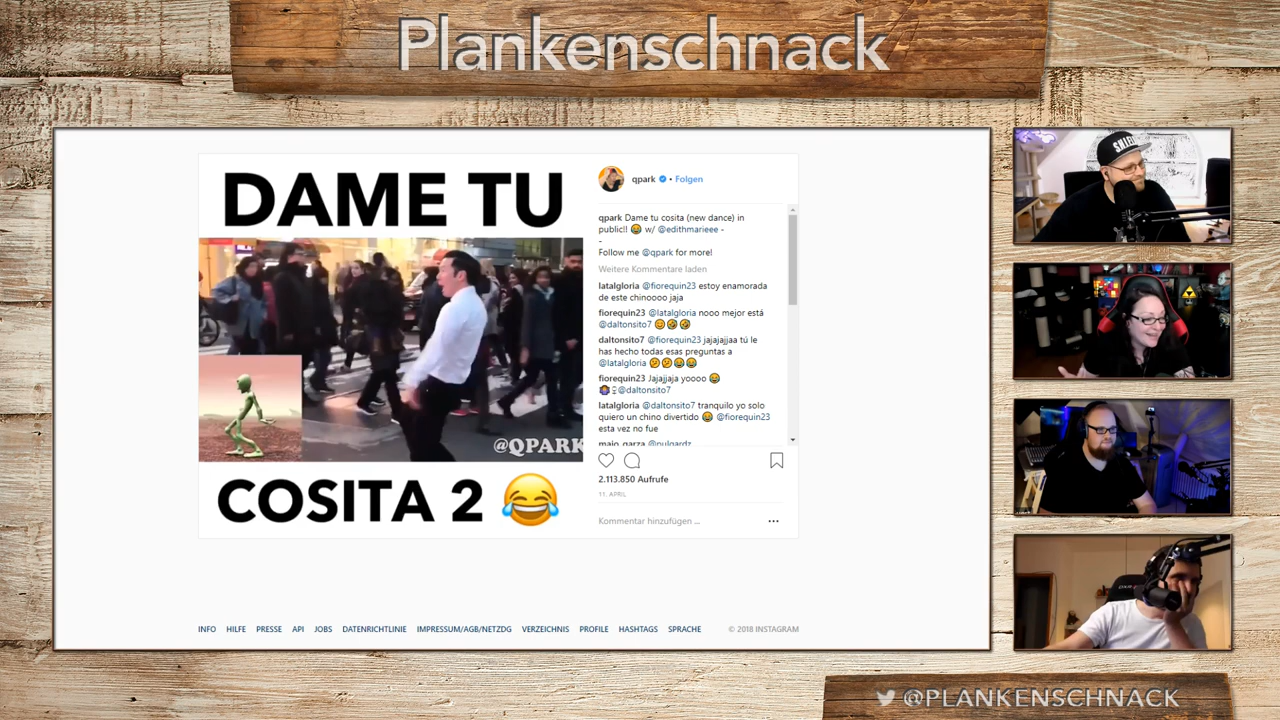 Plankenschnack
DAME TU
@QPARK
COSITA 2 😂
qpark • Folgen
qpark Dame tu cosita (new dance) in
public!! 😂 w/ @edithmarieee -
-
Follow me @qpark for more!
Weitere Kommentare laden
latalgloria @fiorequin23 estoy enamorada
de este chinoooo jaja
fiorequin23 @latalgloria nooo mejor está
@daltonsito7
daltonsito7 @fiorequin23 jajajajjaa tú le
has hecho todas esas preguntas a
@latalgloria
fiorequin23 Jajajjaja yoooo 😂
@daltonsito7
latalgloria @daltonsito7 tranquilo yo solo
quiero un chino divertido 😂 @fiorequin23
esta vez no fue
majo_garza @pulgardz
2.113.850 Aufrufe
11. APRIL
Kommentar hinzufügen ...
INFO HILFE PRESSE API JOBS DATENRICHTLINIE IMPRESSUM/AGB/NETZDG VERZEICHNIS PROFILE HASHTAGS SPRACHE © 2018 INSTAGRAM
@PLANKENSCHNACK